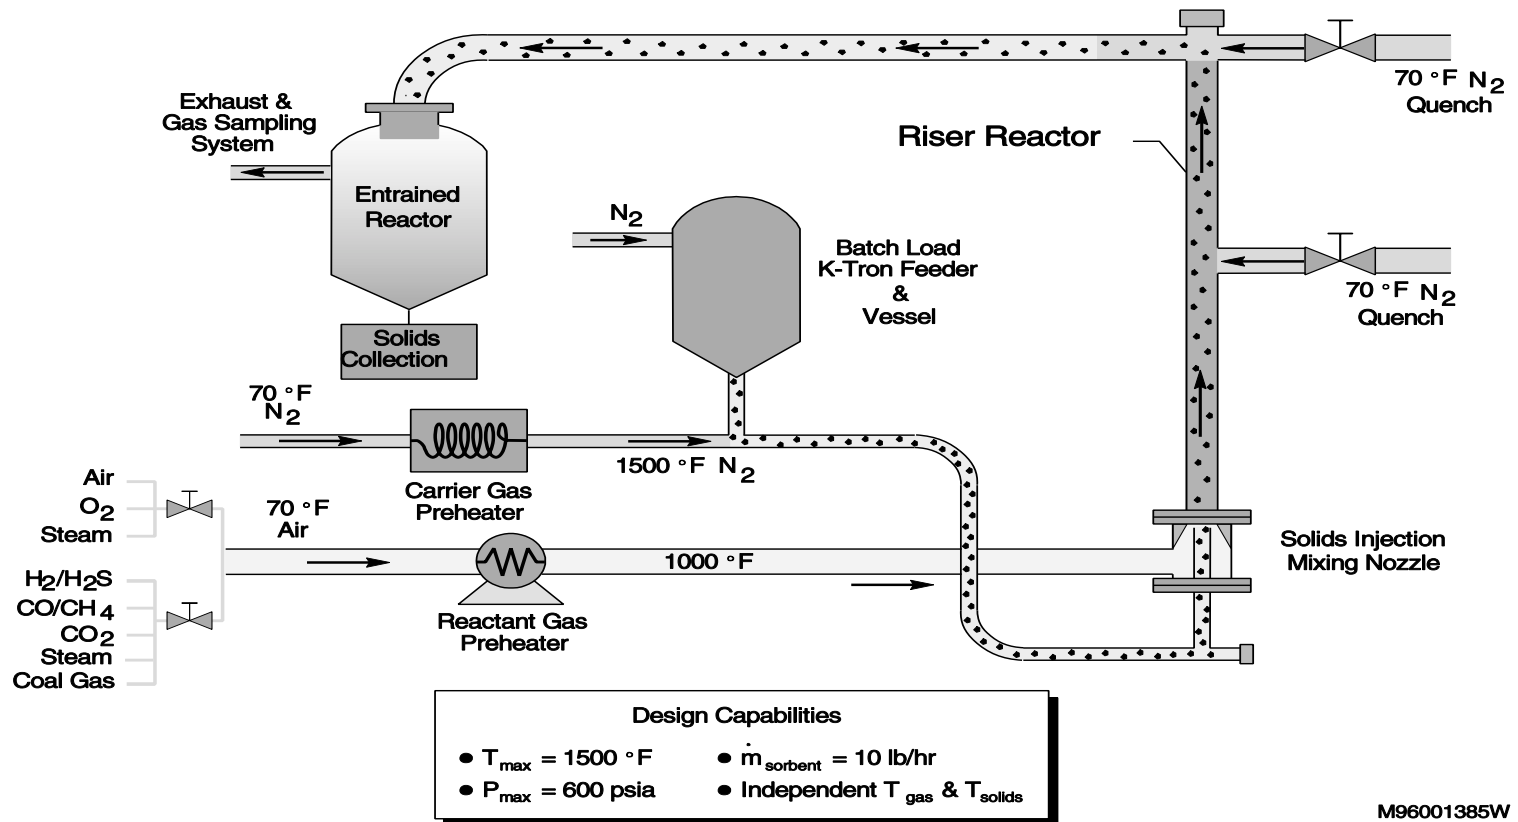 70 °F N2
Quench
Exhaust &
Gas Sampling
System
Riser Reactor
Entrained
Reactor
N2
Batch Load
K-Tron Feeder
&
Vessel
70 °F N2
Quench
Solids
Collection
70 °F
N2
1500 °F N2
Carrier Gas
Preheater
Air
O2
Steam
70 °F
Air
1000 °F
Solids Injection
Mixing Nozzle
H2/H2S
CO/CH4
CO2
Steam
Coal Gas
Reactant Gas
Preheater
Design Capabilities
● Tmax = 1500 °F
● ṁsorbent = 10 lb/hr
● Pmax = 600 psia
● Independent Tgas & Tsolids
M96001385W